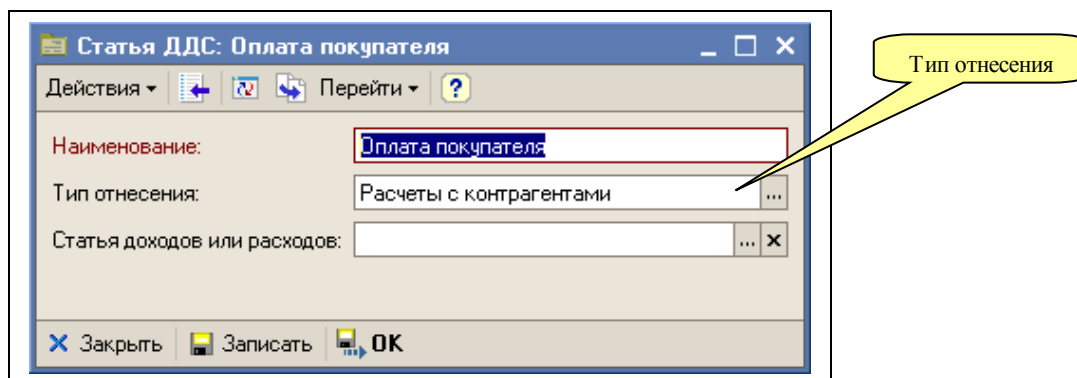 Статья ДДС: Оплата покупателя
Действия Перейти ?
Тип отнесения
Наименование: Оплата покупателя
Тип отнесения: Расчеты с контрагентами ...
Статья доходов или расходов: ... x
Закрыть Записать ОК